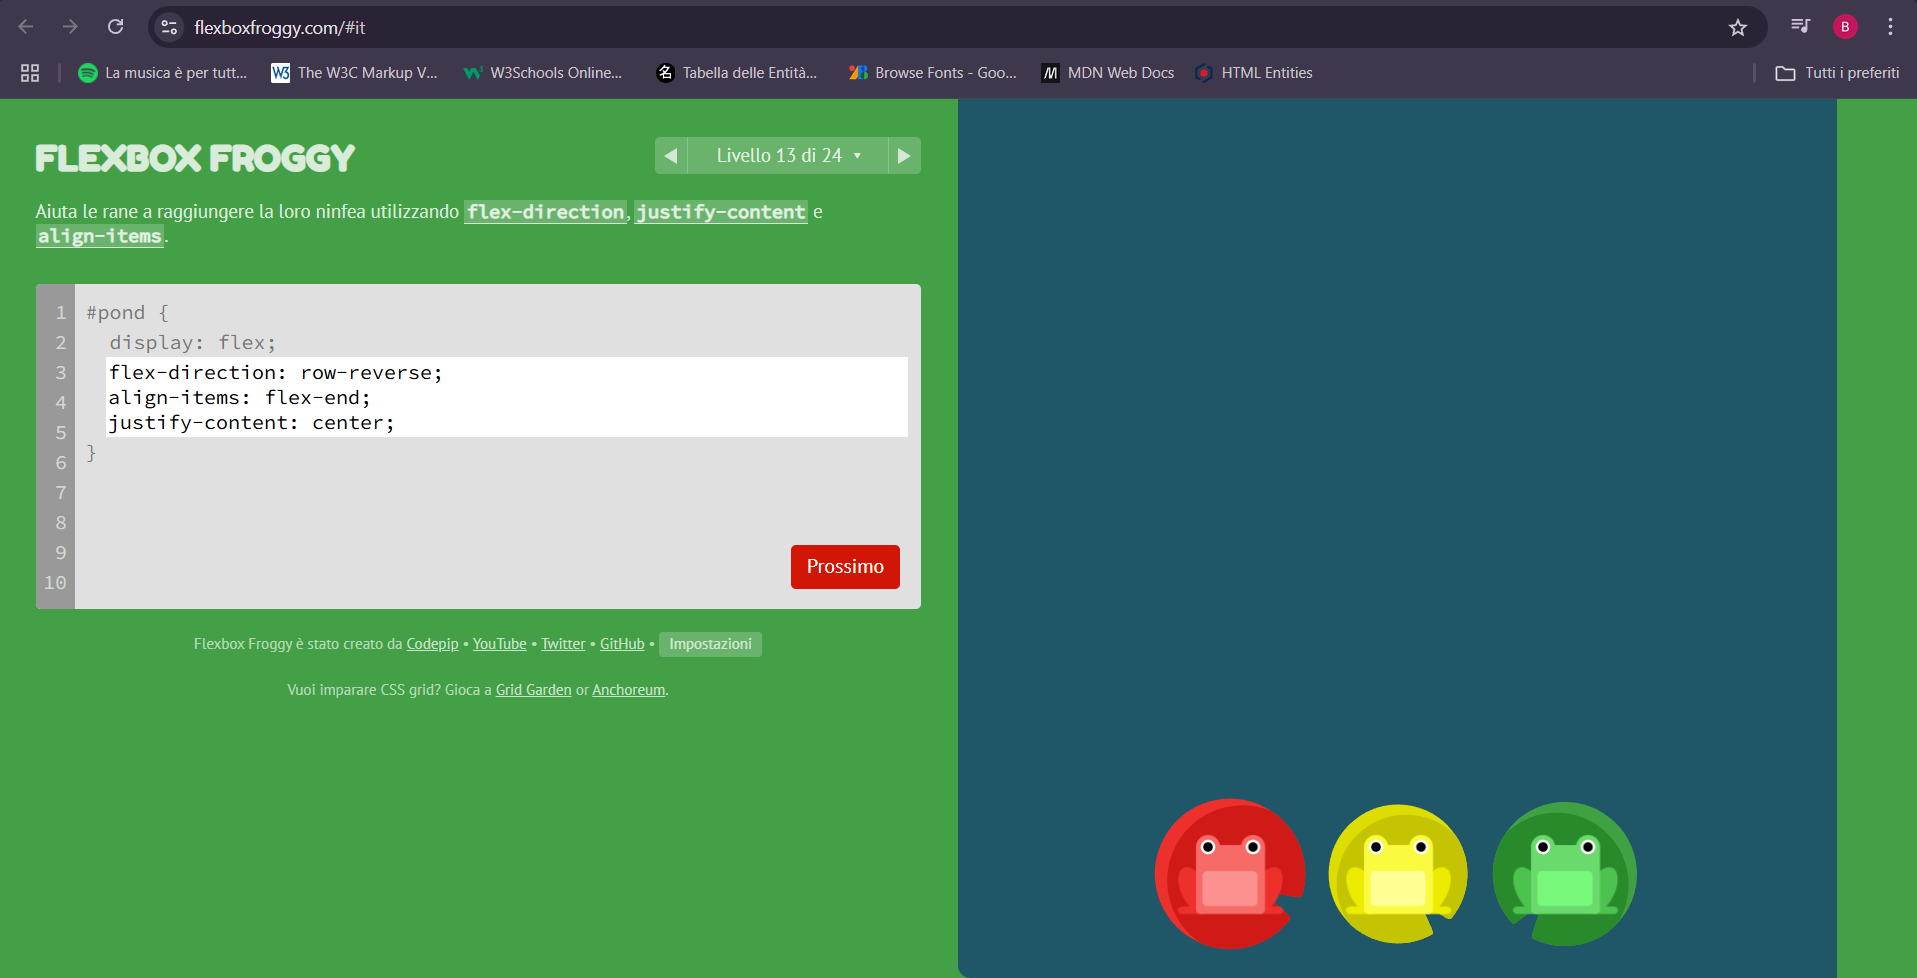 flexboxfroggy.com/#it
B
La musica è per tutt...
W3 The W3C Markup V...
W3Schools Online...
名 Tabella delle Entità...
Browse Fonts - Goo...
M MDN Web Docs
HTML Entities
Tutti i preferiti
FLEXBOX FROGGY
Livello 13 di 24
Aiuta le rane a raggiungere la loro ninfea utilizzando flex-direction, justify-content e
align-items.
1 #pond {
2 display: flex;
3 flex-direction: row-reverse;
4 align-items: flex-end;
5 justify-content: center;
6 }
7
8
9
10
Prossimo
Flexbox Froggy è stato creato da Codepip • YouTube • Twitter • GitHub • Impostazioni
Vuoi imparare CSS grid? Gioca a Grid Garden or Anchoreum.